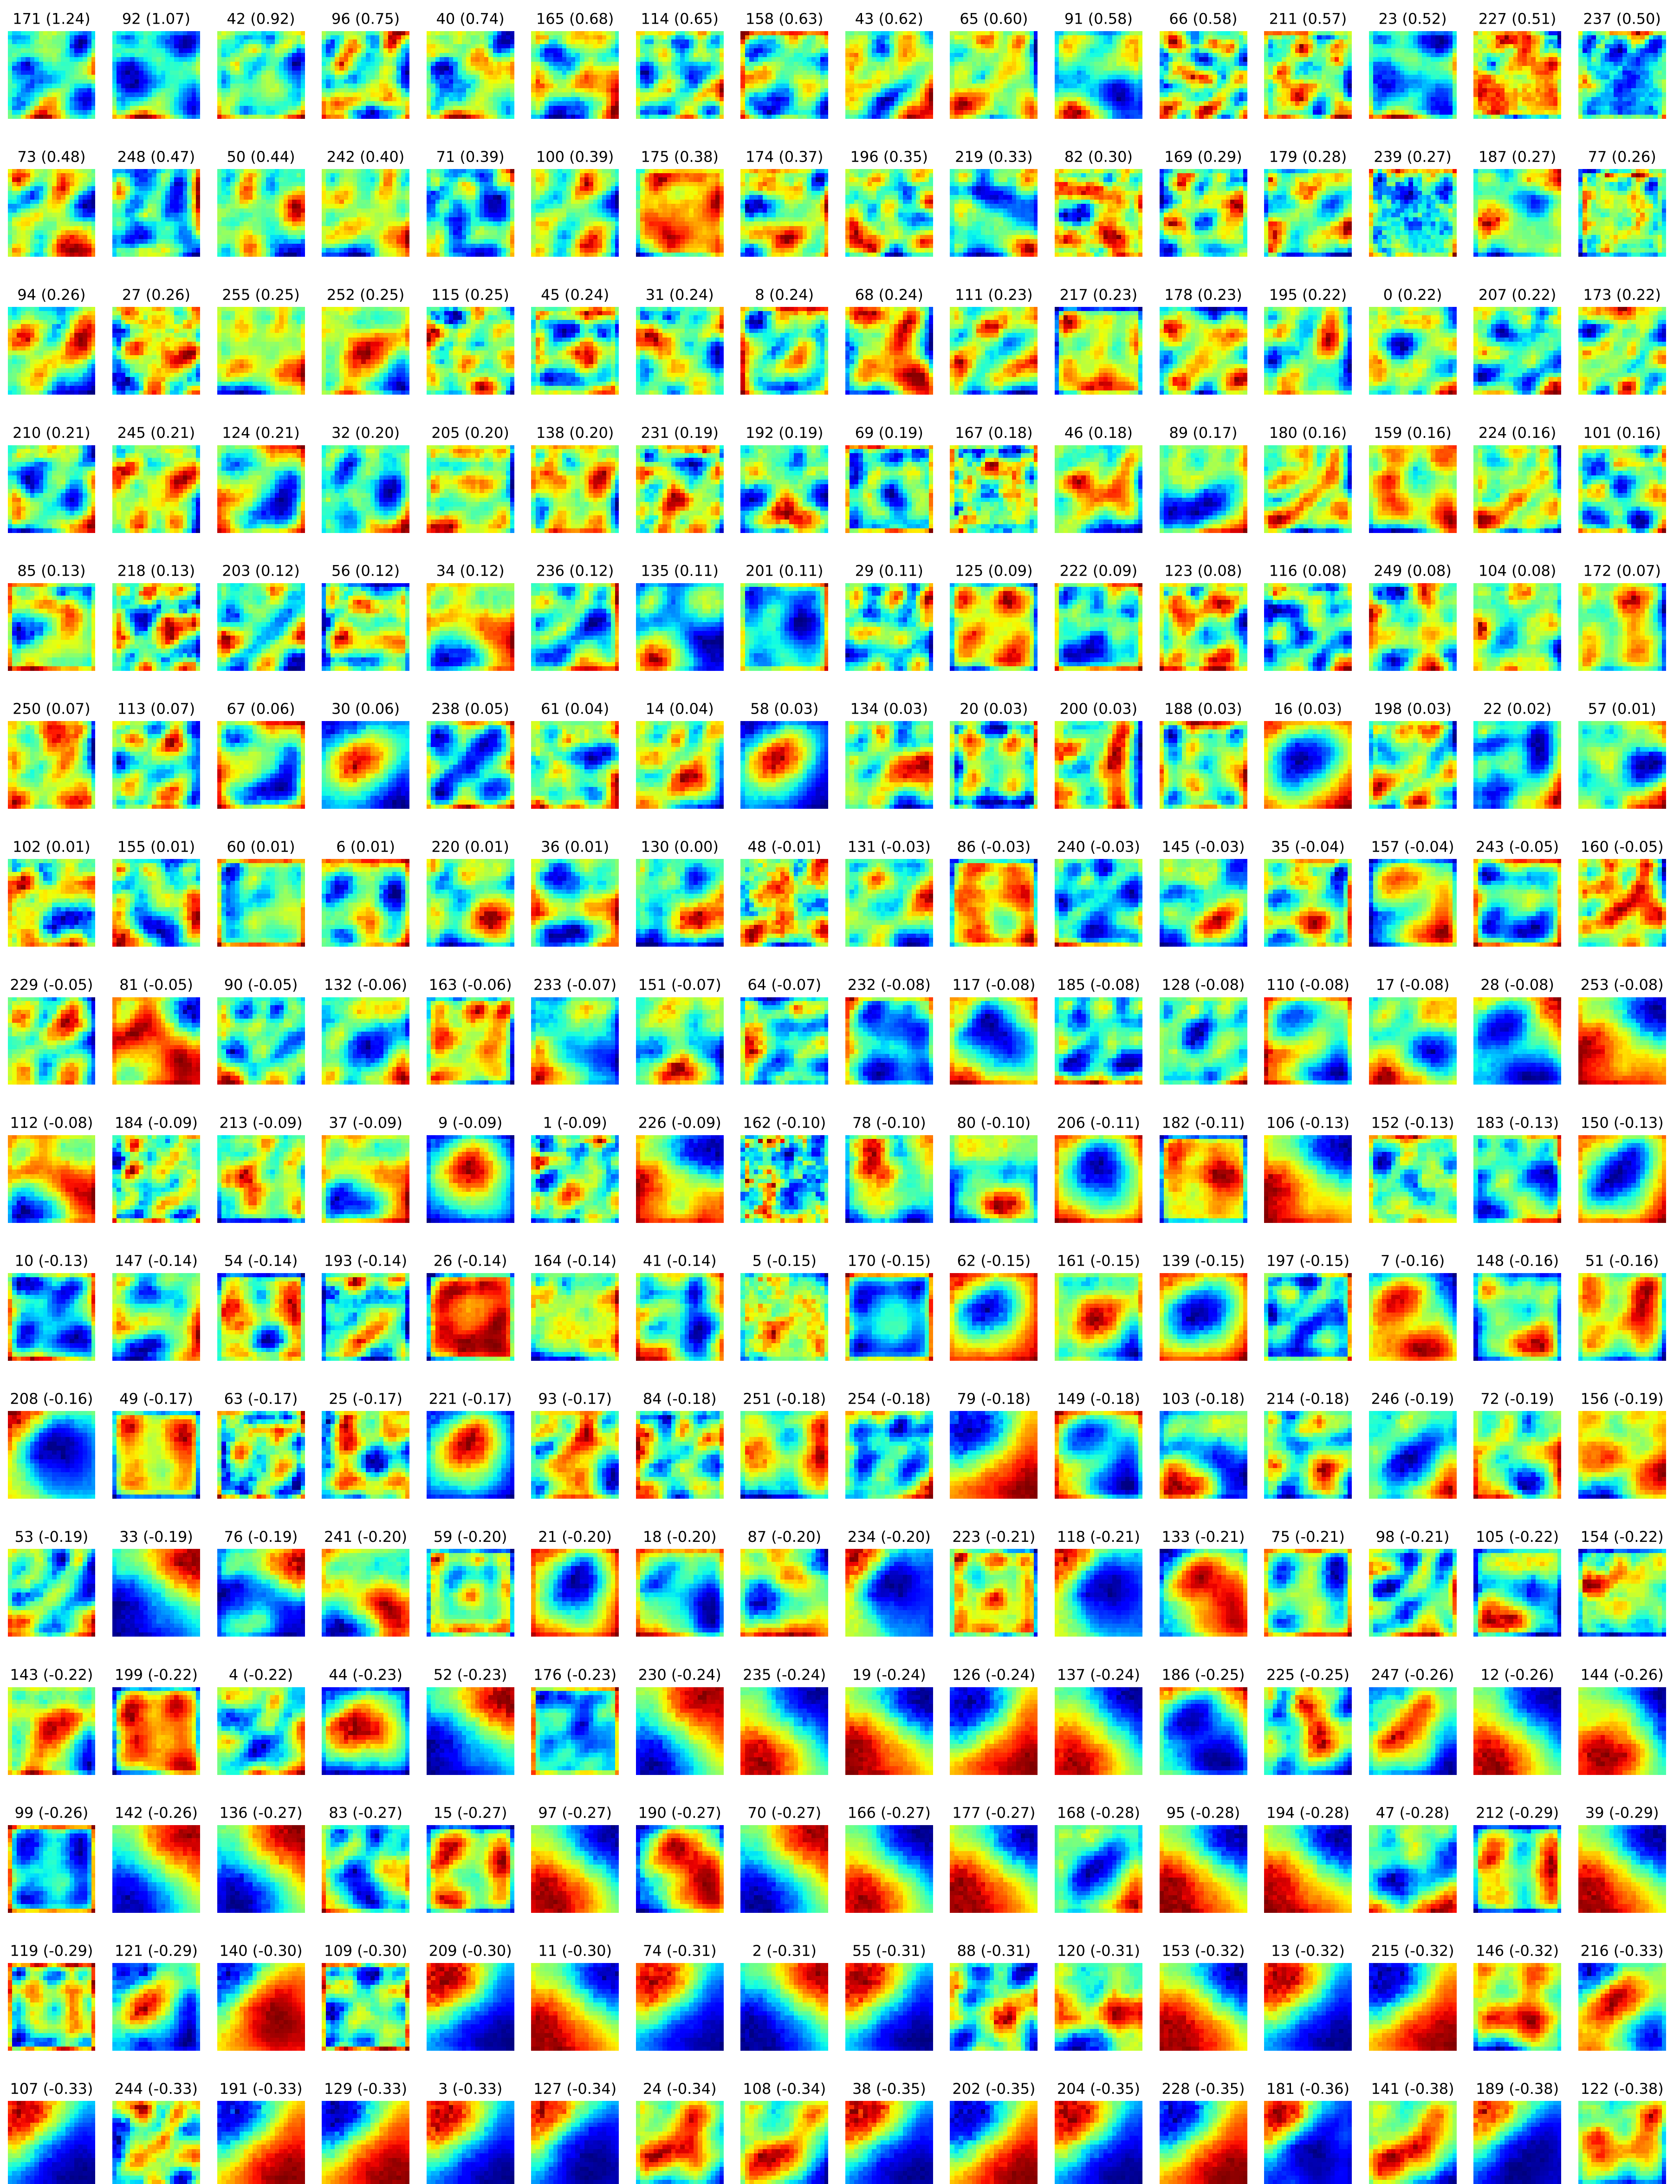 171 (1.24) 92 (1.07) 42 (0.92) 96 (0.75) 40 (0.74) 165 (0.68) 114 (0.65) 158 (0.63) 43 (0.62) 65 (0.60) 91 (0.58) 66 (0.58) 211 (0.57) 23 (0.52) 227 (0.51) 237 (0.50)
73 (0.48) 248 (0.47) 50 (0.44) 242 (0.40) 71 (0.39) 100 (0.39) 175 (0.38) 174 (0.37) 196 (0.35) 219 (0.33) 82 (0.30) 169 (0.29) 179 (0.28) 239 (0.27) 187 (0.27) 77 (0.26)
94 (0.26) 27 (0.26) 255 (0.25) 252 (0.25) 115 (0.25) 45 (0.24) 31 (0.24) 8 (0.24) 68 (0.24) 111 (0.23) 217 (0.23) 178 (0.23) 195 (0.22) 0 (0.22) 207 (0.22) 173 (0.22)
210 (0.21) 245 (0.21) 124 (0.21) 32 (0.20) 205 (0.20) 138 (0.20) 231 (0.19) 192 (0.19) 69 (0.19) 167 (0.18) 46 (0.18) 89 (0.17) 180 (0.16) 159 (0.16) 224 (0.16) 101 (0.16)
85 (0.13) 218 (0.13) 203 (0.12) 56 (0.12) 34 (0.12) 236 (0.12) 135 (0.11) 201 (0.11) 29 (0.11) 125 (0.09) 222 (0.09) 123 (0.08) 116 (0.08) 249 (0.08) 104 (0.08) 172 (0.07)
250 (0.07) 113 (0.07) 67 (0.06) 30 (0.06) 238 (0.05) 61 (0.04) 14 (0.04) 58 (0.03) 134 (0.03) 20 (0.03) 200 (0.03) 188 (0.03) 16 (0.03) 198 (0.03) 22 (0.02) 57 (0.01)
102 (0.01) 155 (0.01) 60 (0.01) 6 (0.01) 220 (0.01) 36 (0.01) 130 (0.00) 48 (-0.01) 131 (-0.03) 86 (-0.03) 240 (-0.03) 145 (-0.03) 35 (-0.04) 157 (-0.04) 243 (-0.05) 160 (-0.05)
229 (-0.05) 81 (-0.05) 90 (-0.05) 132 (-0.06) 163 (-0.06) 233 (-0.07) 151 (-0.07) 64 (-0.07) 232 (-0.08) 117 (-0.08) 185 (-0.08) 128 (-0.08) 110 (-0.08) 17 (-0.08) 28 (-0.08) 253 (-0.08)
112 (-0.08) 184 (-0.09) 213 (-0.09) 37 (-0.09) 9 (-0.09) 1 (-0.09) 226 (-0.09) 162 (-0.10) 78 (-0.10) 80 (-0.10) 206 (-0.11) 182 (-0.11) 106 (-0.13) 152 (-0.13) 183 (-0.13) 150 (-0.13)
10 (-0.13) 147 (-0.14) 54 (-0.14) 193 (-0.14) 26 (-0.14) 164 (-0.14) 41 (-0.14) 5 (-0.15) 170 (-0.15) 62 (-0.15) 161 (-0.15) 139 (-0.15) 197 (-0.15) 7 (-0.16) 148 (-0.16) 51 (-0.16)
208 (-0.16) 49 (-0.17) 63 (-0.17) 25 (-0.17) 221 (-0.17) 93 (-0.17) 84 (-0.18) 251 (-0.18) 254 (-0.18) 79 (-0.18) 149 (-0.18) 103 (-0.18) 214 (-0.18) 246 (-0.19) 72 (-0.19) 156 (-0.19)
53 (-0.19) 33 (-0.19) 76 (-0.19) 241 (-0.20) 59 (-0.20) 21 (-0.20) 18 (-0.20) 87 (-0.20) 234 (-0.20) 223 (-0.21) 118 (-0.21) 133 (-0.21) 75 (-0.21) 98 (-0.21) 105 (-0.22) 154 (-0.22)
143 (-0.22) 199 (-0.22) 4 (-0.22) 44 (-0.23) 52 (-0.23) 176 (-0.23) 230 (-0.24) 235 (-0.24) 19 (-0.24) 126 (-0.24) 137 (-0.24) 186 (-0.25) 225 (-0.25) 247 (-0.26) 12 (-0.26) 144 (-0.26)
99 (-0.26) 142 (-0.26) 136 (-0.27) 83 (-0.27) 15 (-0.27) 97 (-0.27) 190 (-0.27) 70 (-0.27) 166 (-0.27) 177 (-0.27) 168 (-0.28) 95 (-0.28) 194 (-0.28) 47 (-0.28) 212 (-0.29) 39 (-0.29)
119 (-0.29) 121 (-0.29) 140 (-0.30) 109 (-0.30) 209 (-0.30) 11 (-0.30) 74 (-0.31) 2 (-0.31) 55 (-0.31) 88 (-0.31) 120 (-0.31) 153 (-0.32) 13 (-0.32) 215 (-0.32) 146 (-0.32) 216 (-0.33)
107 (-0.33) 244 (-0.33) 191 (-0.33) 129 (-0.33) 3 (-0.33) 127 (-0.34) 24 (-0.34) 108 (-0.34) 38 (-0.35) 202 (-0.35) 204 (-0.35) 228 (-0.35) 181 (-0.36) 141 (-0.38) 189 (-0.38) 122 (-0.38)